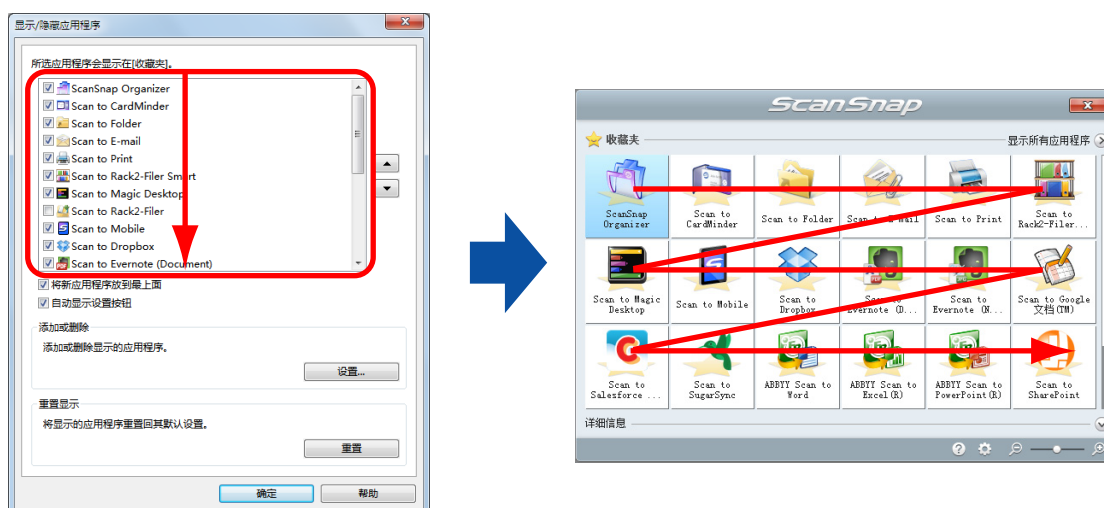 显示/隐藏应用程序
所选应用程序会显示在[收藏夹]。
ScanSnap Organizer
Scan to CardMinder
Scan to Folder
Scan to E-mail
Scan to Print
Scan to Rack2-Filer Smart
Scan to Magic Desktop
Scan to Rack2-Filer
Scan to Mobile
Scan to Dropbox
Scan to Evernote (Document)
将新应用程序放到最上面
自动显示设置按钮
添加或删除
添加或删除显示的应用程序。
设置...
重置显示
将显示的应用程序重置回其默认设置。
重置
确定 帮助
ScanSnap
收藏夹 显示所有应用程序
ScanSnap Organizer
Scan to CardMinder
Scan to Folder
Scan to E-mail
Scan to Print
Scan to Rack2-Filer...
Scan to Magic Desktop
Scan to Mobile
Scan to Dropbox
Scan to Evernote (D...
Scan to Evernote (N...
Scan to Google 文档(TM)
Scan to Salesforce ...
Scan to SugarSync
ABBYY Scan to Word
ABBYY Scan to Excel(R)
ABBYY Scan to PowerPoint(R)
Scan to SharePoint
详细信息